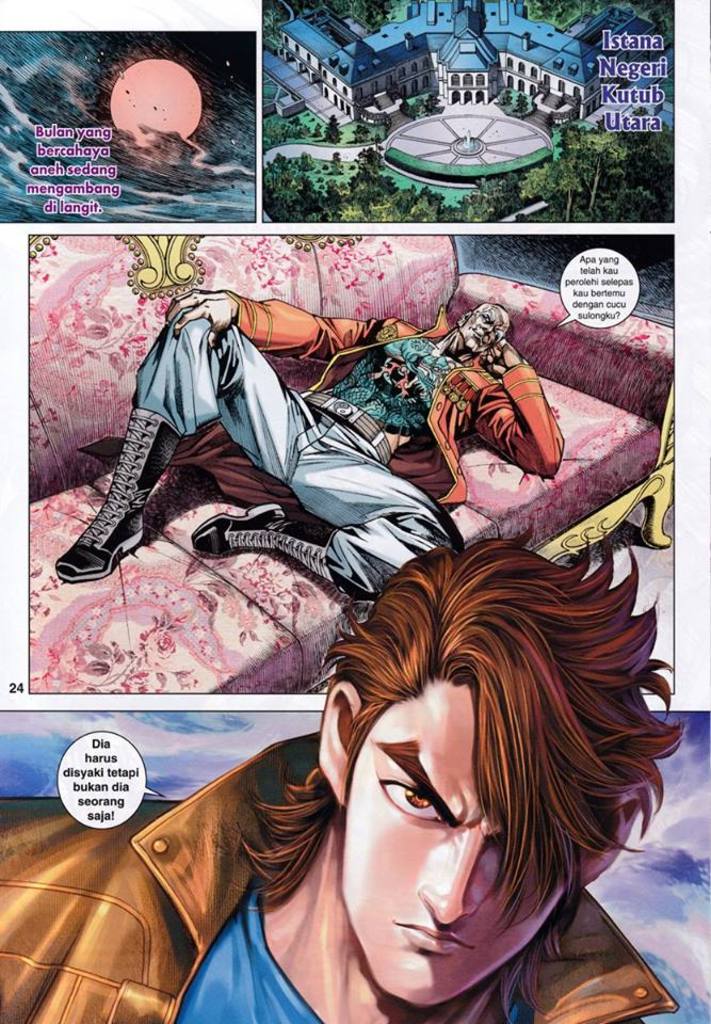 Bulan yang
bercahaya
aneh sedang
mengambang
di langit.
Istana
Negeri
Kutub
Utara
Apa yang
telah kau
perolehi selepas
kau bertemu
dengan cucu
sulongku?
24
Dia
harus
disyaki tetapi
bukan dia
seorang
saja!